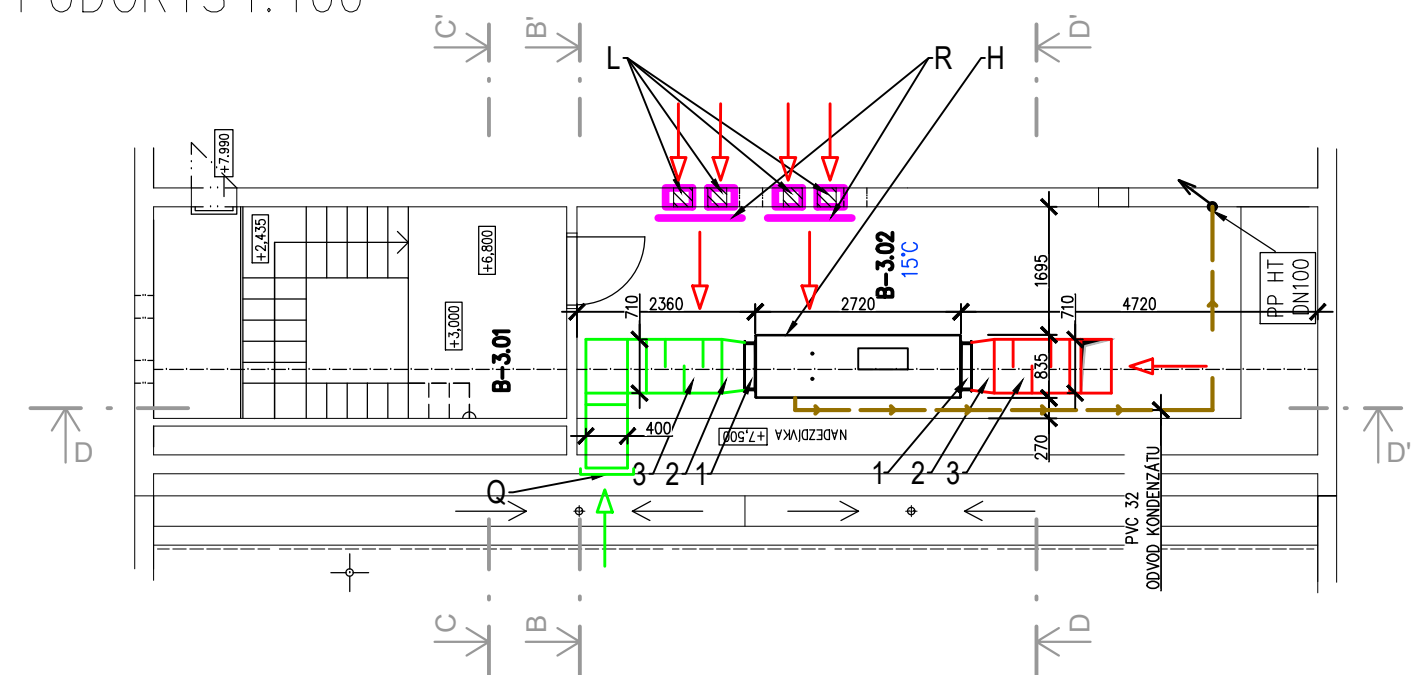 PŮDORYS 1:100
C'
B'
D'
L
R
H
+7.990
+2,435
+6,800
+3,000
B-3.01
B-3.02
15°C
1695
PP HT
DN100
710
2360
2720
710
4720
835
400
+7,500
NADEZDÍVKA
270
D
D'
3
2
1
1
2
3
Q
PVC 32
ODVOD KONDENZÁTU
C
B
D